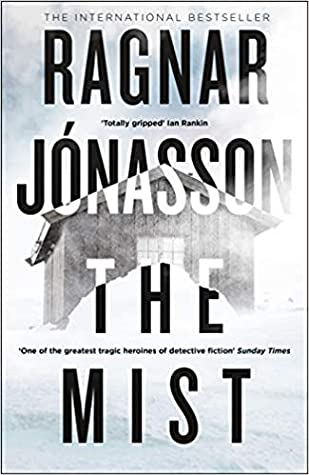 THE INTERNATIONAL BESTSELLER
RAGNAR
'Totally gripped' Ian Rankin
JÓNASSON
THE
'One of the greatest tragic heroines of detective fiction' Sunday Times
MIST